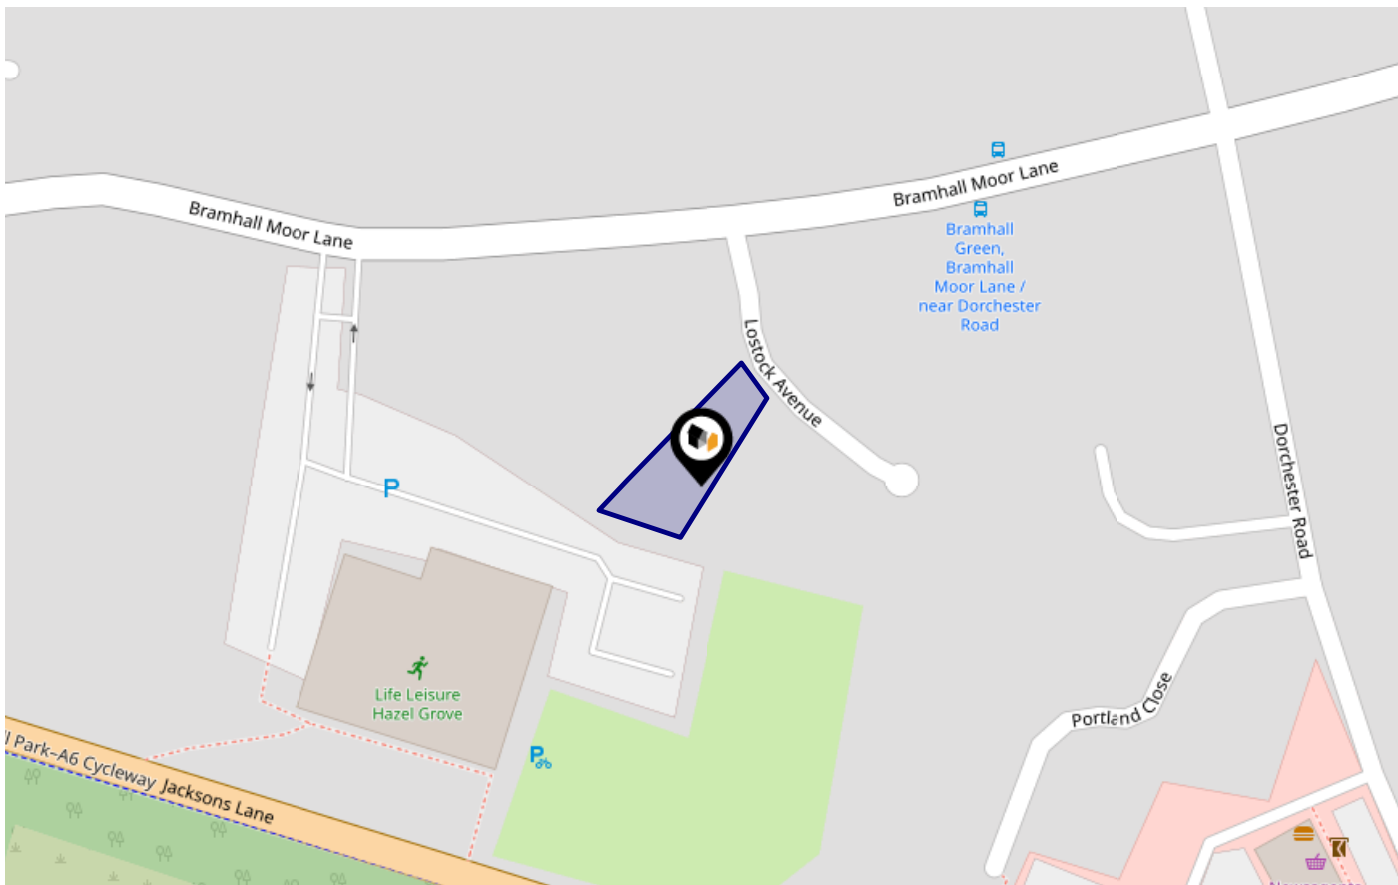 Bramhall Moor Lane
Bramhall Moor Lane
Bramhall
Green,
Bramhall
Moor Lane /
near Dorchester
Road
Lostock Avenue
Dorchester Road
P
Life Leisure
Hazel Grove
P
Portland Close
Park–A6 Cycleway
Jacksons Lane